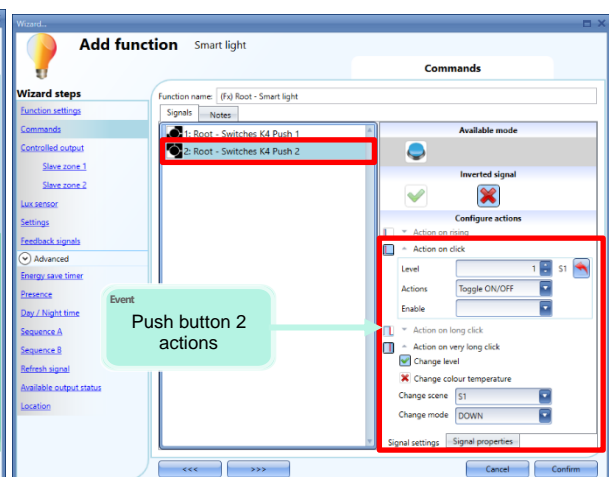 Wizard...
Add function Smart light
Commands
Wizard steps
Function settings
Commands
Controlled output
Slave zone 1
Slave zone 2
Lux sensor
Settings
Feedback signals
Advanced
Energy save timer
Presence
Day / Night time
Sequence A
Sequence B
Refresh signal
Available output status
Location
Function name: (Fx) Root - Smart light
Signals Notes
1: Root - Switches K4 Push 1
2: Root - Switches K4 Push 2
Event
Push button 2
actions
Available mode
Inverted signal
Configure actions
Action on rising
Action on click
Level 1 S1
Actions Toggle ON/OFF
Enable
Action on long click
Action on very long click
Change level
Change colour temperature
Change scene S1
Change mode DOWN
Signal settings Signal properties
<<< >>> Cancel Confirm